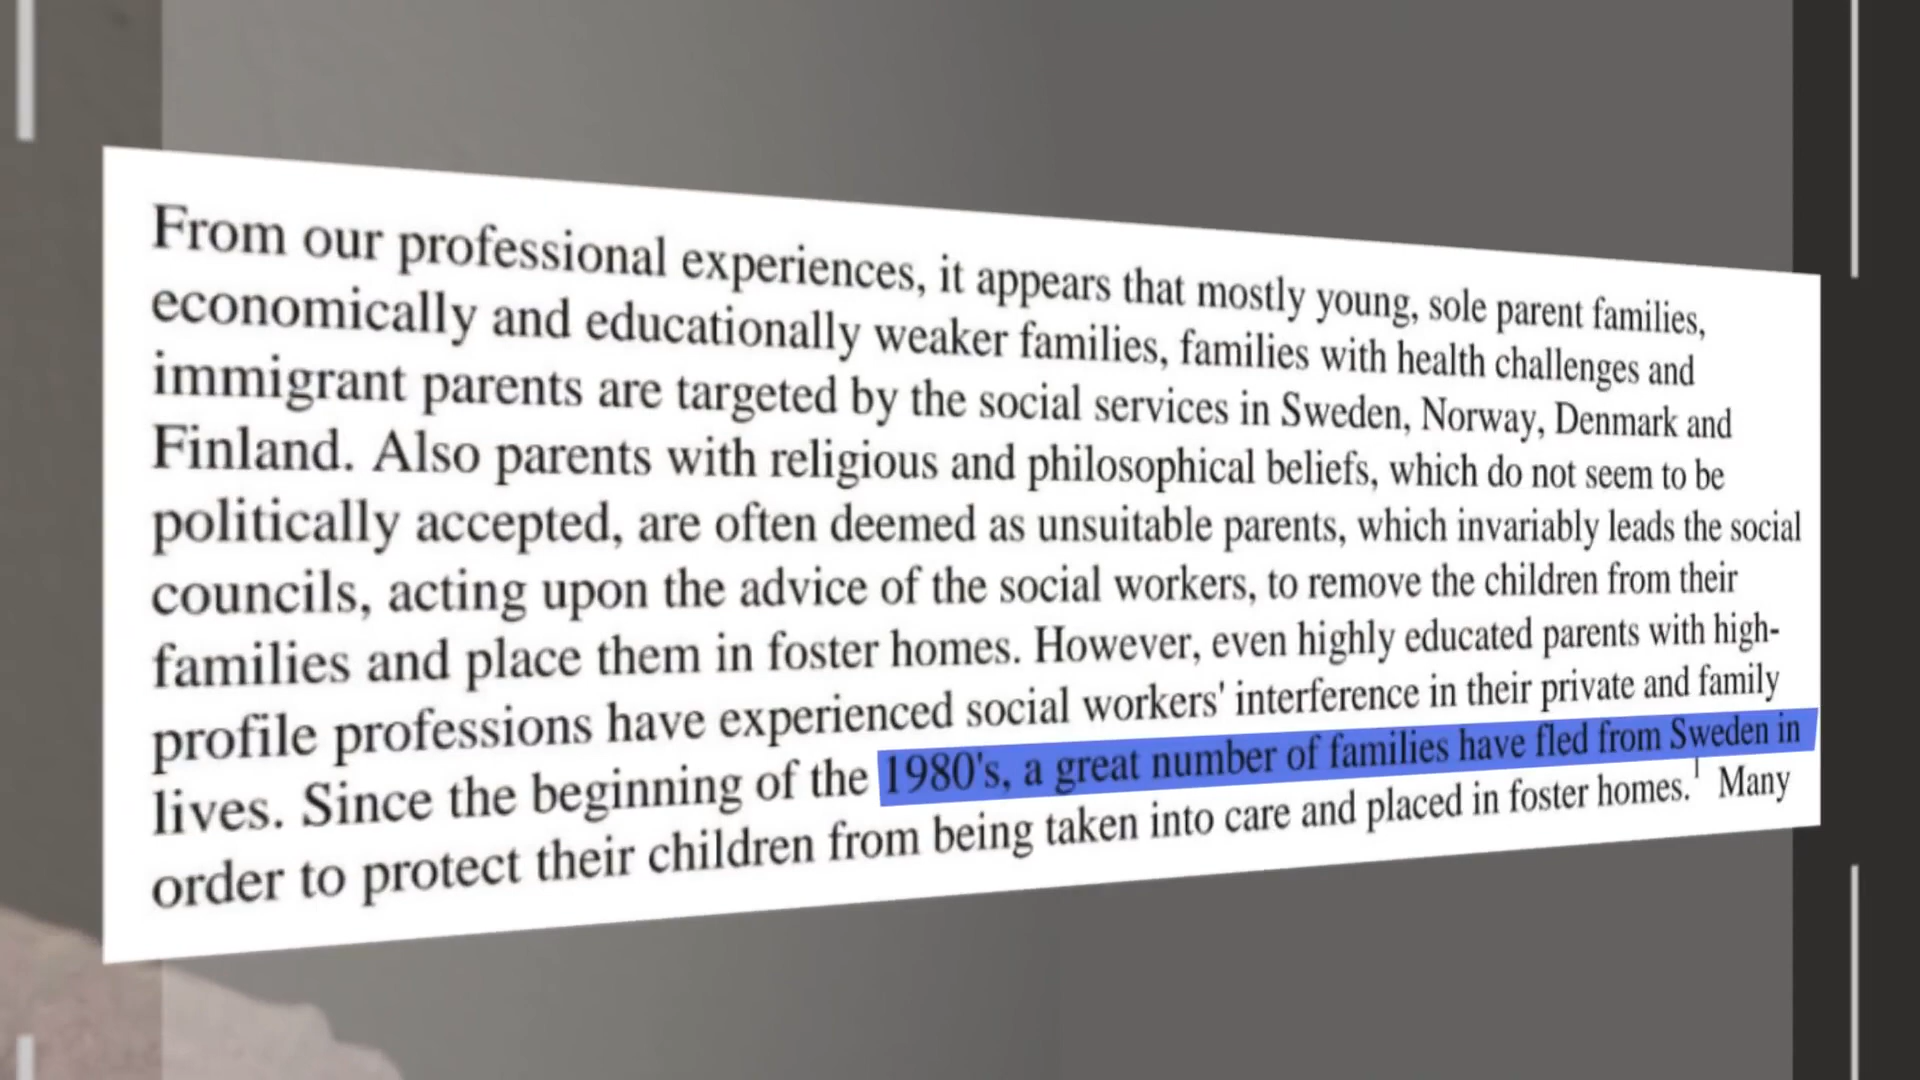 From our professional experiences, it appears that mostly young, sole parent families,
economically and educationally weaker families, families with health challenges and
immigrant parents are targeted by the social services in Sweden, Norway, Denmark and
Finland. Also parents with religious and philosophical beliefs, which do not seem to be
politically accepted, are often deemed as unsuitable parents, which invariably leads the social
councils, acting upon the advice of the social workers, to remove the children from their
families and place them in foster homes. However, even highly educated parents with high-
profile professions have experienced social workers' interference in their private and family
lives. Since the beginning of the 1980's, a great number of families have fled from Sweden in
order to protect their children from being taken into care and placed in foster homes.¹ Many